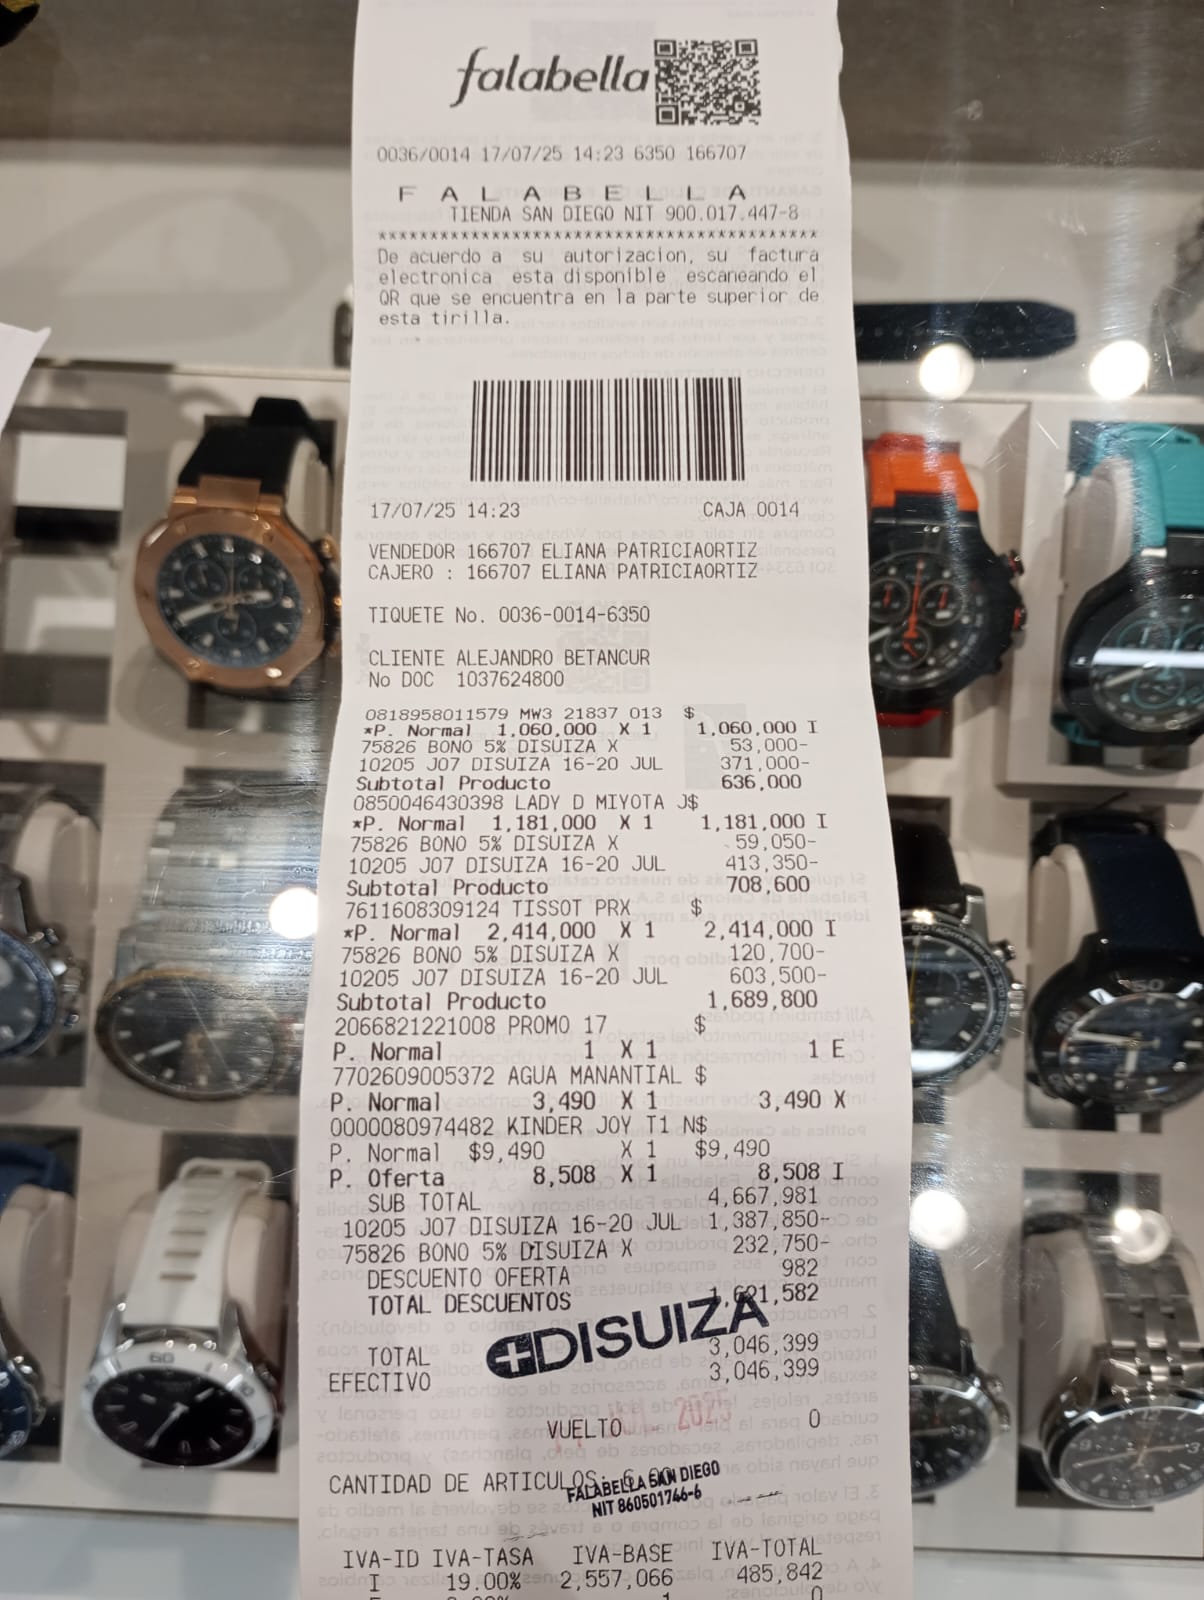 falabella
0036/0014 17/07/25 14:23 6350 166707
F A L A B E L L A
TIENDA SAN DIEGO NIT 900.017.447-8
******************************************
De acuerdo a su autorizacion, su factura
electronica esta disponible escaneando el
QR que se encuentra en la parte superior de
esta tirilla.
17/07/25 14:23 CAJA 0014
VENDEDOR 166707 ELIANA PATRICIAORTIZ
CAJERO : 166707 ELIANA PATRICIAORTIZ
TIQUETE No. 0036-0014-6350
CLIENTE ALEJANDRO BETANCUR
No DOC 1037624800
0818958011579 MW3 21837 013 $
*P. Normal 1,060,000 X 1 1,060,000 I
75826 BONO 5% DISUIZA X 53,000-
10205 J07 DISUIZA 16-20 JUL 371,000-
Subtotal Producto 636,000
0850046430398 LADY D MIYOTA J$
*P. Normal 1,181,000 X 1 1,181,000 I
75826 BONO 5% DISUIZA X 59,050-
10205 J07 DISUIZA 16-20 JUL 413,350-
Subtotal Producto 708,600
7611608309124 TISSOT PRX $
*P. Normal 2,414,000 X 1 2,414,000 I
75826 BONO 5% DISUIZA X 120,700-
10205 J07 DISUIZA 16-20 JUL 603,500-
Subtotal Producto 1,689,800
2066821221008 PROMO 17 $
P. Normal 1 X 1 1 E
7702609005372 AGUA MANANTIAL $
P. Normal 3,490 X 1 3,490 X
0000080974482 KINDER JOY T1 N$
P. Normal $9,490 X 1 $9,490
P. Oferta 8,508 X 1 8,508 I
SUB TOTAL 4,667,981
10205 J07 DISUIZA 16-20 JUL 1,387,850-
75826 BONO 5% DISUIZA X 232,750-
DESCUENTO OFERTA 982
TOTAL DESCUENTOS 1,621,582
DISUIZA
TOTAL 3,046,399
EFECTIVO 3,046,399
JUL 2025
VUELTO 0
CANTIDAD DE ARTICULOS:
FALABELLA SAN DIEGO
NIT 860501746-6
IVA-ID IVA-TASA IVA-BASE IVA-TOTAL
I 19.00% 2,557,066 485,842